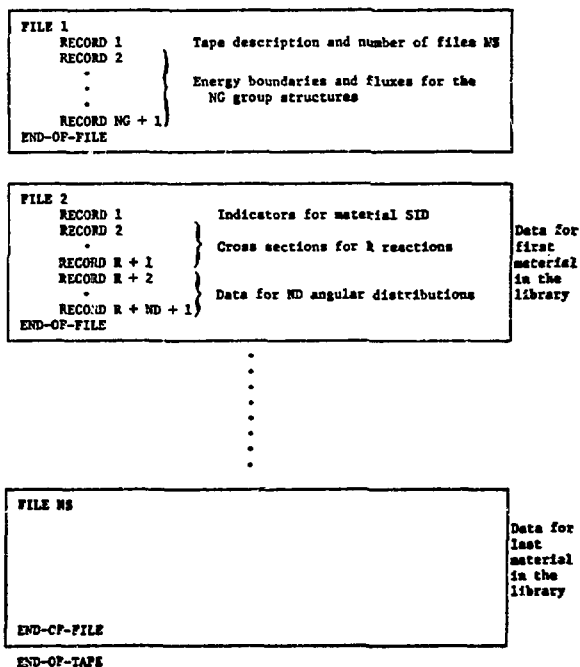 FILE 1
RECORD 1 Tape description and number of files NS
RECORD 2
Energy boundaries and fluxes for the
NG group structures
RECORD NG + 1
END-OF-FILE
FILE 2
RECORD 1 Indicators for material SID
RECORD 2
Cross sections for R reactions
RECORD R + 1
RECORD R + 2
Data for ND angular distributions
RECORD R + ND + 1
END-OF-FILE
Data for
first
material
in the
library
FILE NS
Data for
last
material
in the
library
END-OF-FILE
END-OF-TAPE